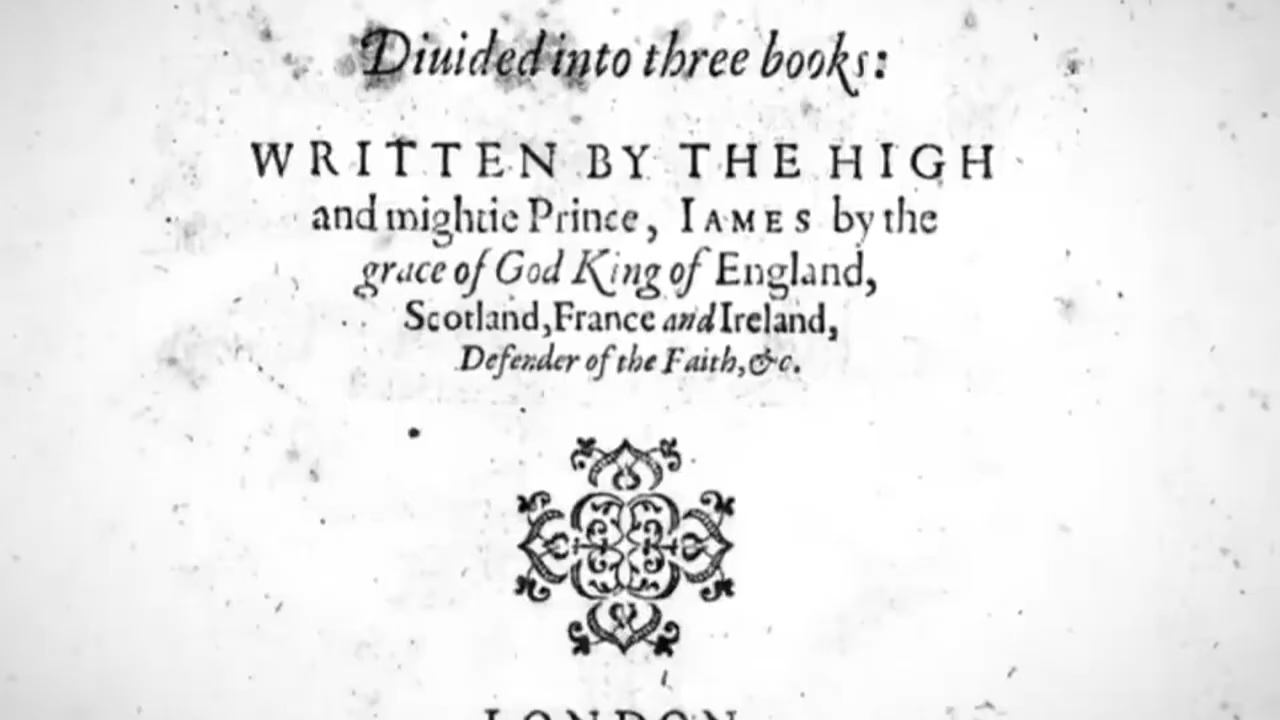 Diuided into three books:
WRITTEN BY THE HIGH
and mightie Prince, IAMES by the
grace of God King of England,
Scotland, France and Ireland,
Defender of the Faith, &c.
LONDON